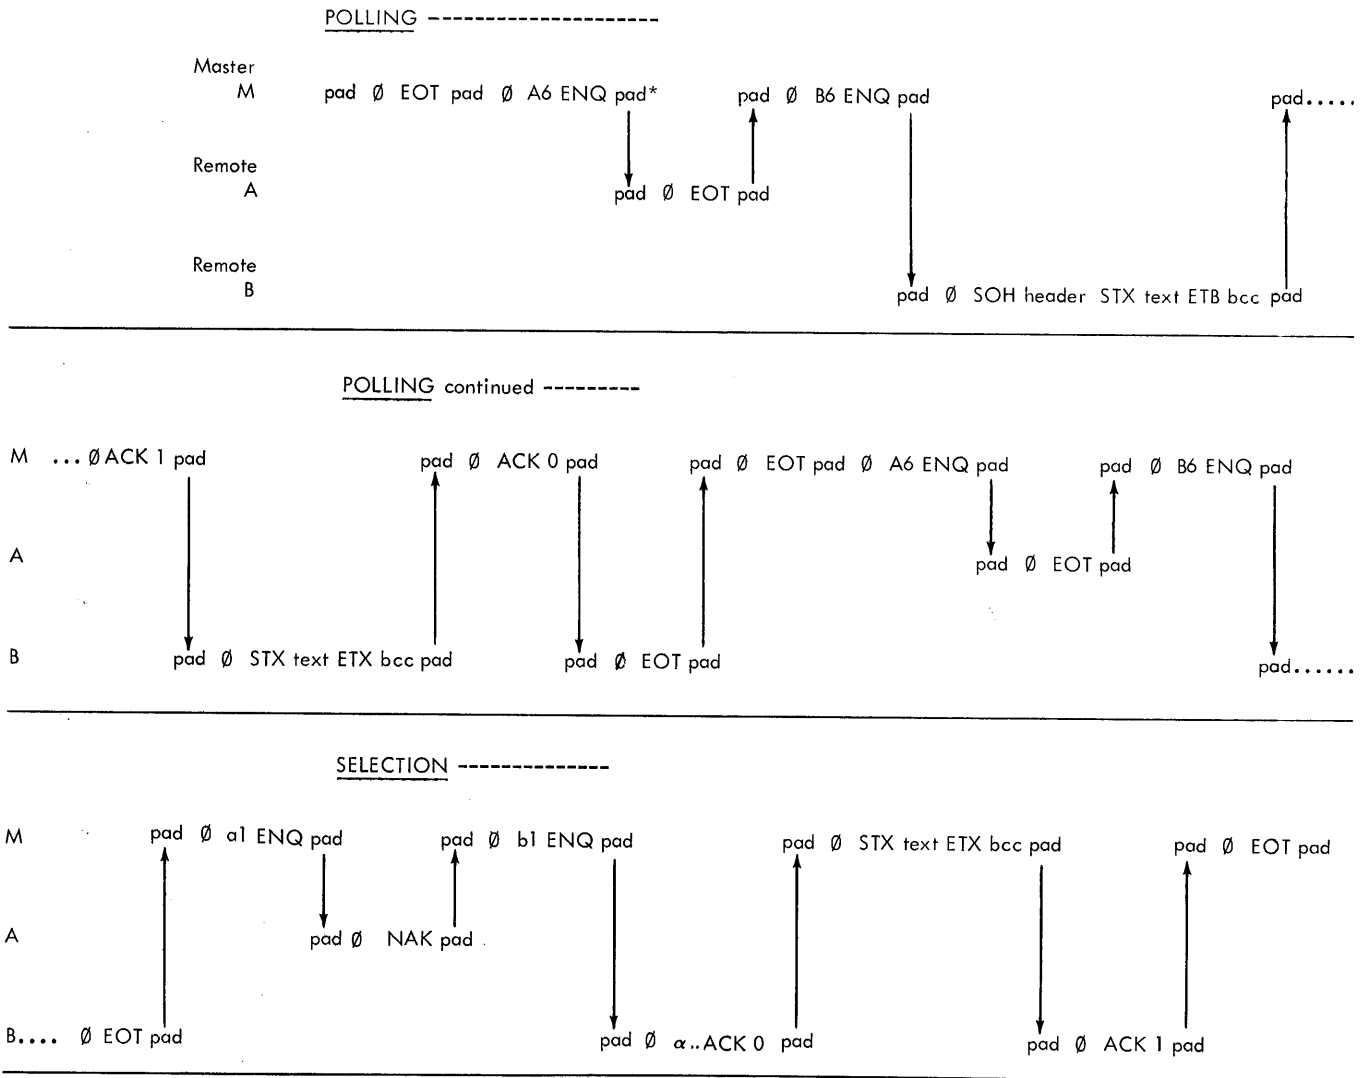 POLLING --------------------
Master
M pad Ø EOT pad Ø A6 ENQ pad* pad Ø B6 ENQ pad pad.....
Remote
A pad Ø EOT pad
Remote
B pad Ø SOH header STX text ETB bcc pad
POLLING continued ---------
M ... Ø ACK 1 pad pad Ø ACK 0 pad pad Ø EOT pad Ø A6 ENQ pad pad Ø B6 ENQ pad
A pad Ø EOT pad
B pad Ø STX text ETX bcc pad pad Ø EOT pad pad......
SELECTION --------------
M pad Ø a1 ENQ pad pad Ø b1 ENQ pad pad Ø STX text ETX bcc pad pad Ø EOT pad
A pad Ø NAK pad
B.... Ø EOT pad pad Ø α..ACK 0 pad pad Ø ACK 1 pad